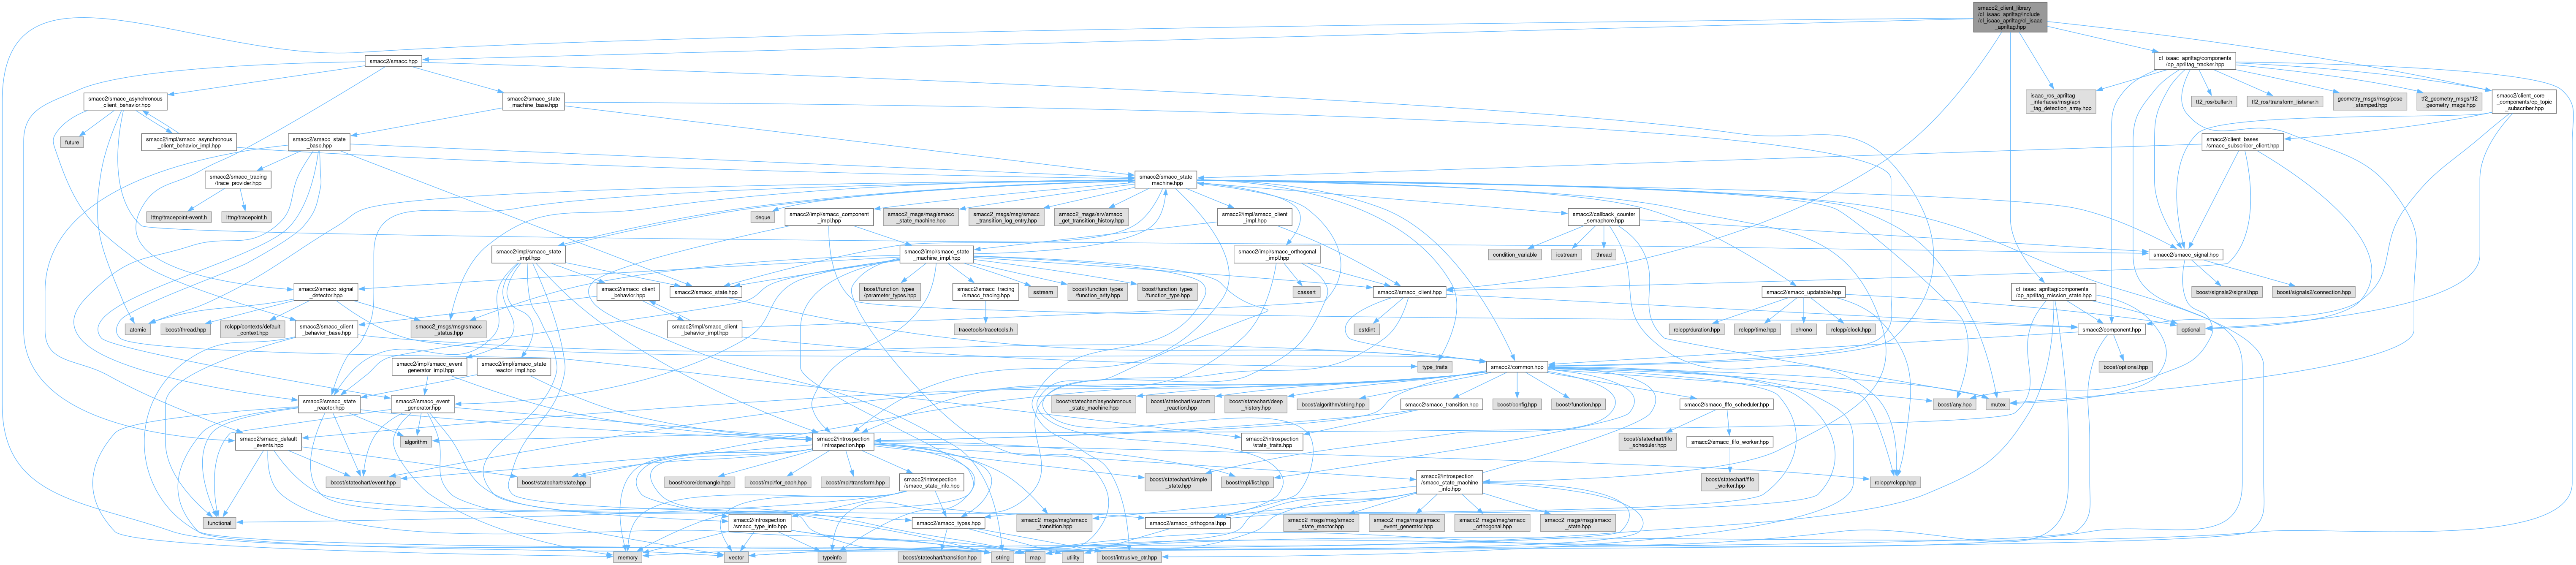 smacc2_client_library
/cl_isaac_apriltag/include
/cl_isaac_apriltag/cl_isaac
_apriltag.hpp
smacc2/smacc.hpp
cl_isaac_apriltag/components
/cp_apriltag_tracker.hpp
smacc2/smacc_asynchronous
_client_behavior.hpp
smacc2/smacc_state
_machine_base.hpp
isaac_ros_apriltag
_interfaces/msg/april
_tag_detection_array.hpp
tf2_ros/buffer.h
tf2_ros/transform_listener.h
geometry_msgs/msg/pose
_stamped.hpp
tf2_geometry_msgs/tf2
_geometry_msgs.hpp
smacc2/client_core
_components/cp_topic
_subscriber.hpp
future
smacc2/impl/smacc_asynchronous
_client_behavior_impl.hpp
smacc2/smacc_state
_base.hpp
smacc2/client_bases
/smacc_subscriber_client.hpp
smacc2/smacc_tracing
/trace_provider.hpp
smacc2/smacc_state
_machine.hpp
lttng/tracepoint-event.h
lttng/tracepoint.h
deque
smacc2/impl/smacc_component
_impl.hpp
smacc2_msgs/msg/smacc
_state_machine.hpp
smacc2_msgs/msg/smacc
_transition_log_entry.hpp
smacc2_msgs/srv/smacc
_get_transition_history.hpp
smacc2/impl/smacc_client
_impl.hpp
smacc2/callback_counter
_semaphore.hpp
smacc2/impl/smacc_state
_impl.hpp
smacc2/impl/smacc_state
_machine_impl.hpp
smacc2/impl/smacc_orthogonal
_impl.hpp
condition_variable
iostream
thread
smacc2/smacc_signal.hpp
smacc2/smacc_signal
_detector.hpp
smacc2/smacc_client
_behavior.hpp
smacc2/smacc_state.hpp
boost/function_types
/parameter_types.hpp
smacc2/smacc_tracing
/smacc_tracing.hpp
sstream
boost/function_types
/function_arity.hpp
boost/function_types
/function_type.hpp
cassert
smacc2/smacc_client.hpp
smacc2/smacc_updatable.hpp
cl_isaac_apriltag/components
/cp_apriltag_mission_state.hpp
boost/signals2/signal.hpp
boost/signals2/connection.hpp
atomic
boost/thread.hpp
rclcpp/contexts/default
_context.hpp
smacc2/smacc_client
_behavior_base.hpp
smacc2_msgs/msg/smacc
_status.hpp
smacc2/impl/smacc_client
_behavior_impl.hpp
tracetools/tracetools.h
cstdint
rclcpp/duration.hpp
rclcpp/time.hpp
chrono
rclcpp/clock.hpp
smacc2/component.hpp
optional
smacc2/impl/smacc_event
_generator_impl.hpp
smacc2/impl/smacc_state
_reactor_impl.hpp
type_traits
smacc2/common.hpp
boost/optional.hpp
smacc2/smacc_state
_reactor.hpp
smacc2/smacc_event
_generator.hpp
boost/statechart/asynchronous
_state_machine.hpp
boost/statechart/custom
_reaction.hpp
boost/statechart/deep
_history.hpp
boost/algorithm/string.hpp
smacc2/smacc_transition.hpp
boost/config.hpp
boost/function.hpp
smacc2/smacc_fifo_scheduler.hpp
boost/any.hpp
mutex
smacc2/smacc_default
_events.hpp
algorithm
smacc2/introspection
/introspection.hpp
smacc2/introspection
/state_traits.hpp
boost/statechart/fifo
_scheduler.hpp
smacc2/smacc_fifo_worker.hpp
boost/statechart/event.hpp
boost/statechart/state.hpp
boost/core/demangle.hpp
boost/mpl/for_each.hpp
boost/mpl/transform.hpp
smacc2/introspection
/smacc_state_info.hpp
boost/statechart/simple
_state.hpp
boost/mpl/list.hpp
smacc2/introspection
/smacc_state_machine
_info.hpp
boost/statechart/fifo
_worker.hpp
rclcpp/rclcpp.hpp
functional
smacc2/introspection
/smacc_type_info.hpp
smacc2/smacc_types.hpp
smacc2_msgs/msg/smacc
_transition.hpp
smacc2/smacc_orthogonal.hpp
smacc2_msgs/msg/smacc
_state_reactor.hpp
smacc2_msgs/msg/smacc
_event_generator.hpp
smacc2_msgs/msg/smacc
_orthogonal.hpp
smacc2_msgs/msg/smacc
_state.hpp
memory
vector
typeinfo
boost/statechart/transition.hpp
string
map
utility
boost/intrusive_ptr.hpp